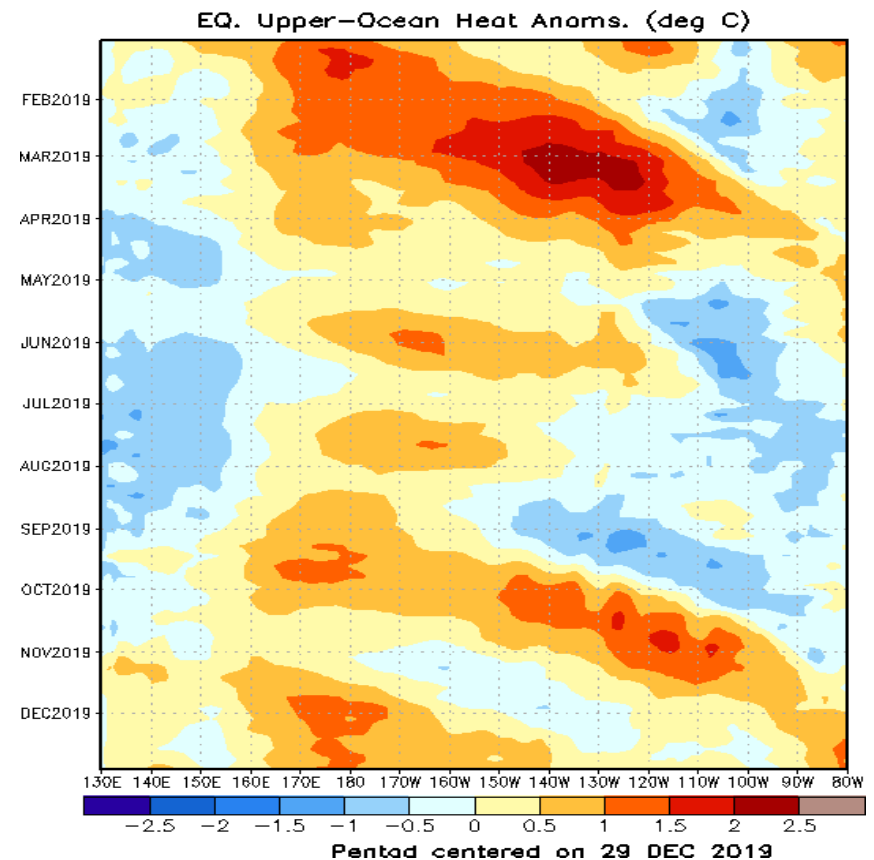 EQ. Upper-Ocean Heat Anoms. (deg C)
FEB2019
MAR2019
APR2019
MAY2019
JUN2019
JUL2019
AUG2019
SEP2019
OCT2019
NOV2019
DEC2019
130E 140E 150E 160E 170E 180 170W 160W 150W 140W 130W 120W 110W 100W 90W 80W
-2.5 -2 -1.5 -1 -0.5 0 0.5 1 1.5 2 2.5
Pentad centered on 29 DEC 2019